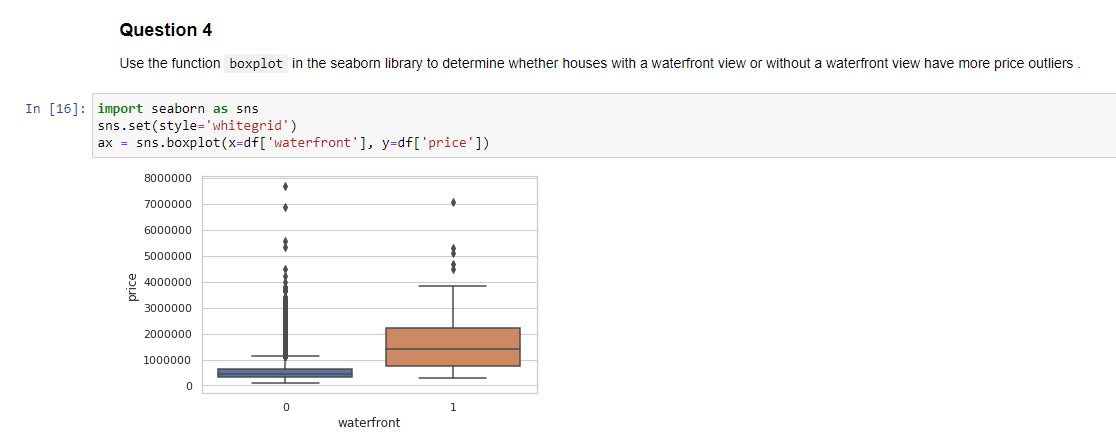 Question 4
Use the function boxplot in the seaborn library to determine whether houses with a waterfront view or without a waterfront view have more price outliers .
In [16]: import seaborn as sns
sns.set(style='whitegrid')
ax = sns.boxplot(x=df['waterfront'], y=df['price'])
8000000
7000000
6000000
5000000
4000000
3000000
2000000
1000000
0
price
0 1
waterfront